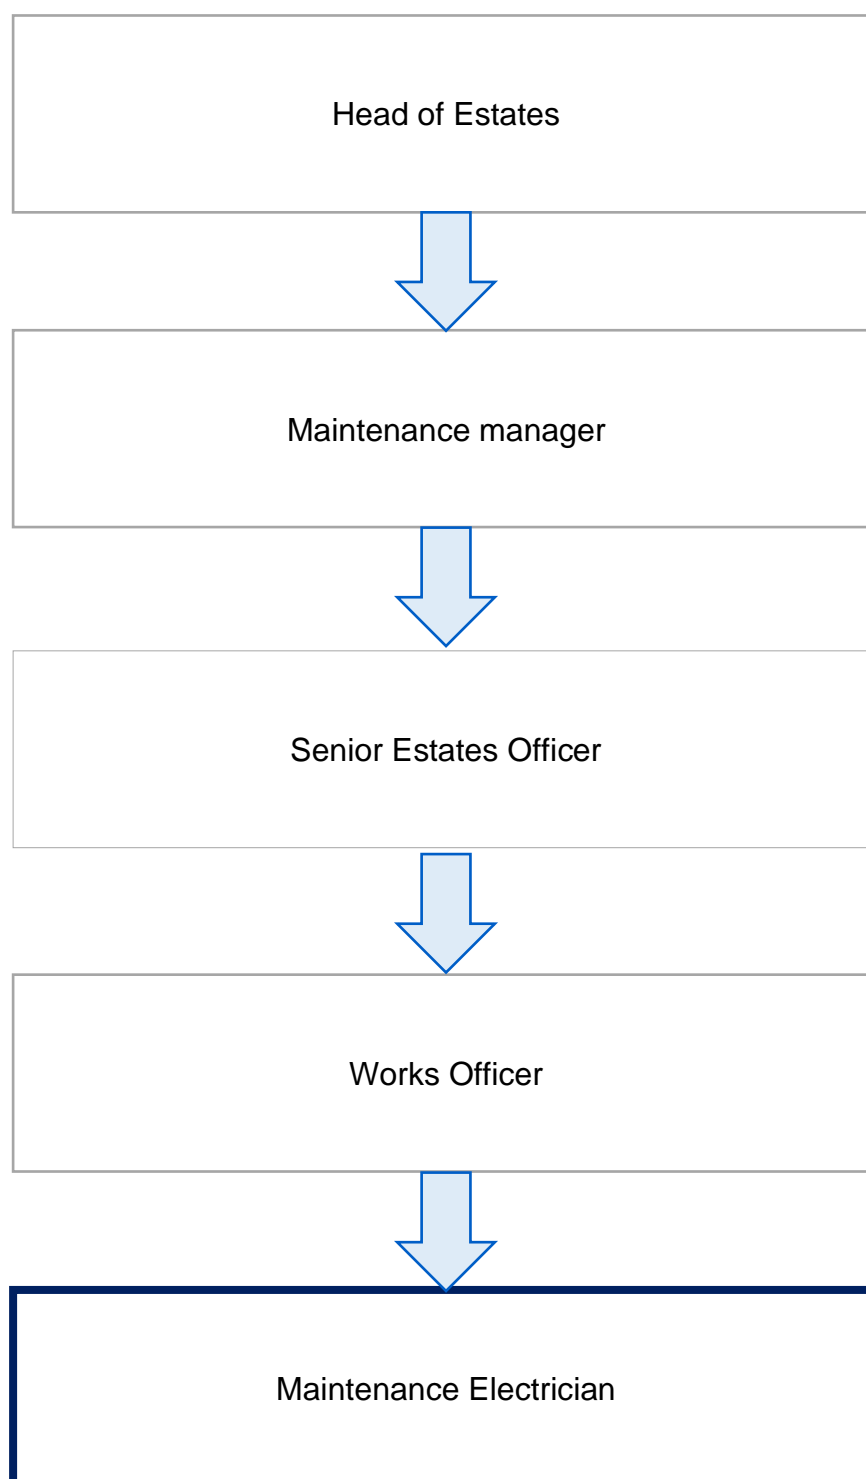 Head of Estates
Maintenance manager
Senior Estates Officer
Works Officer
Maintenance Electrician